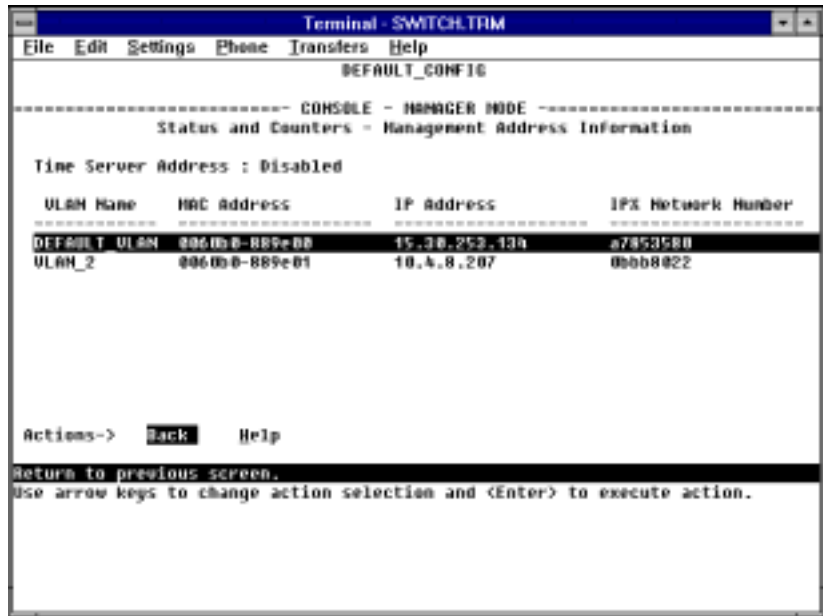 Terminal - SWITCH.TRM
File Edit Settings Phone Transfers Help
DEFAULT_CONFIG
==========================- CONSOLE - MANAGER MODE -==========================
Status and Counters - Management Address Information
Time Server Address : Disabled
VLAN Name MAC Address IP Address IPX Network Number
------------ ------------------- ------------------- -------------------
DEFAULT_VLAN 0060b0-889e00 15.30.253.134 a7853580
VLAN_2 0060b0-889e01 10.4.8.207 0bbb8022
Actions-> Back Help
Return to previous screen.
Use arrow keys to change action selection and <Enter> to execute action.